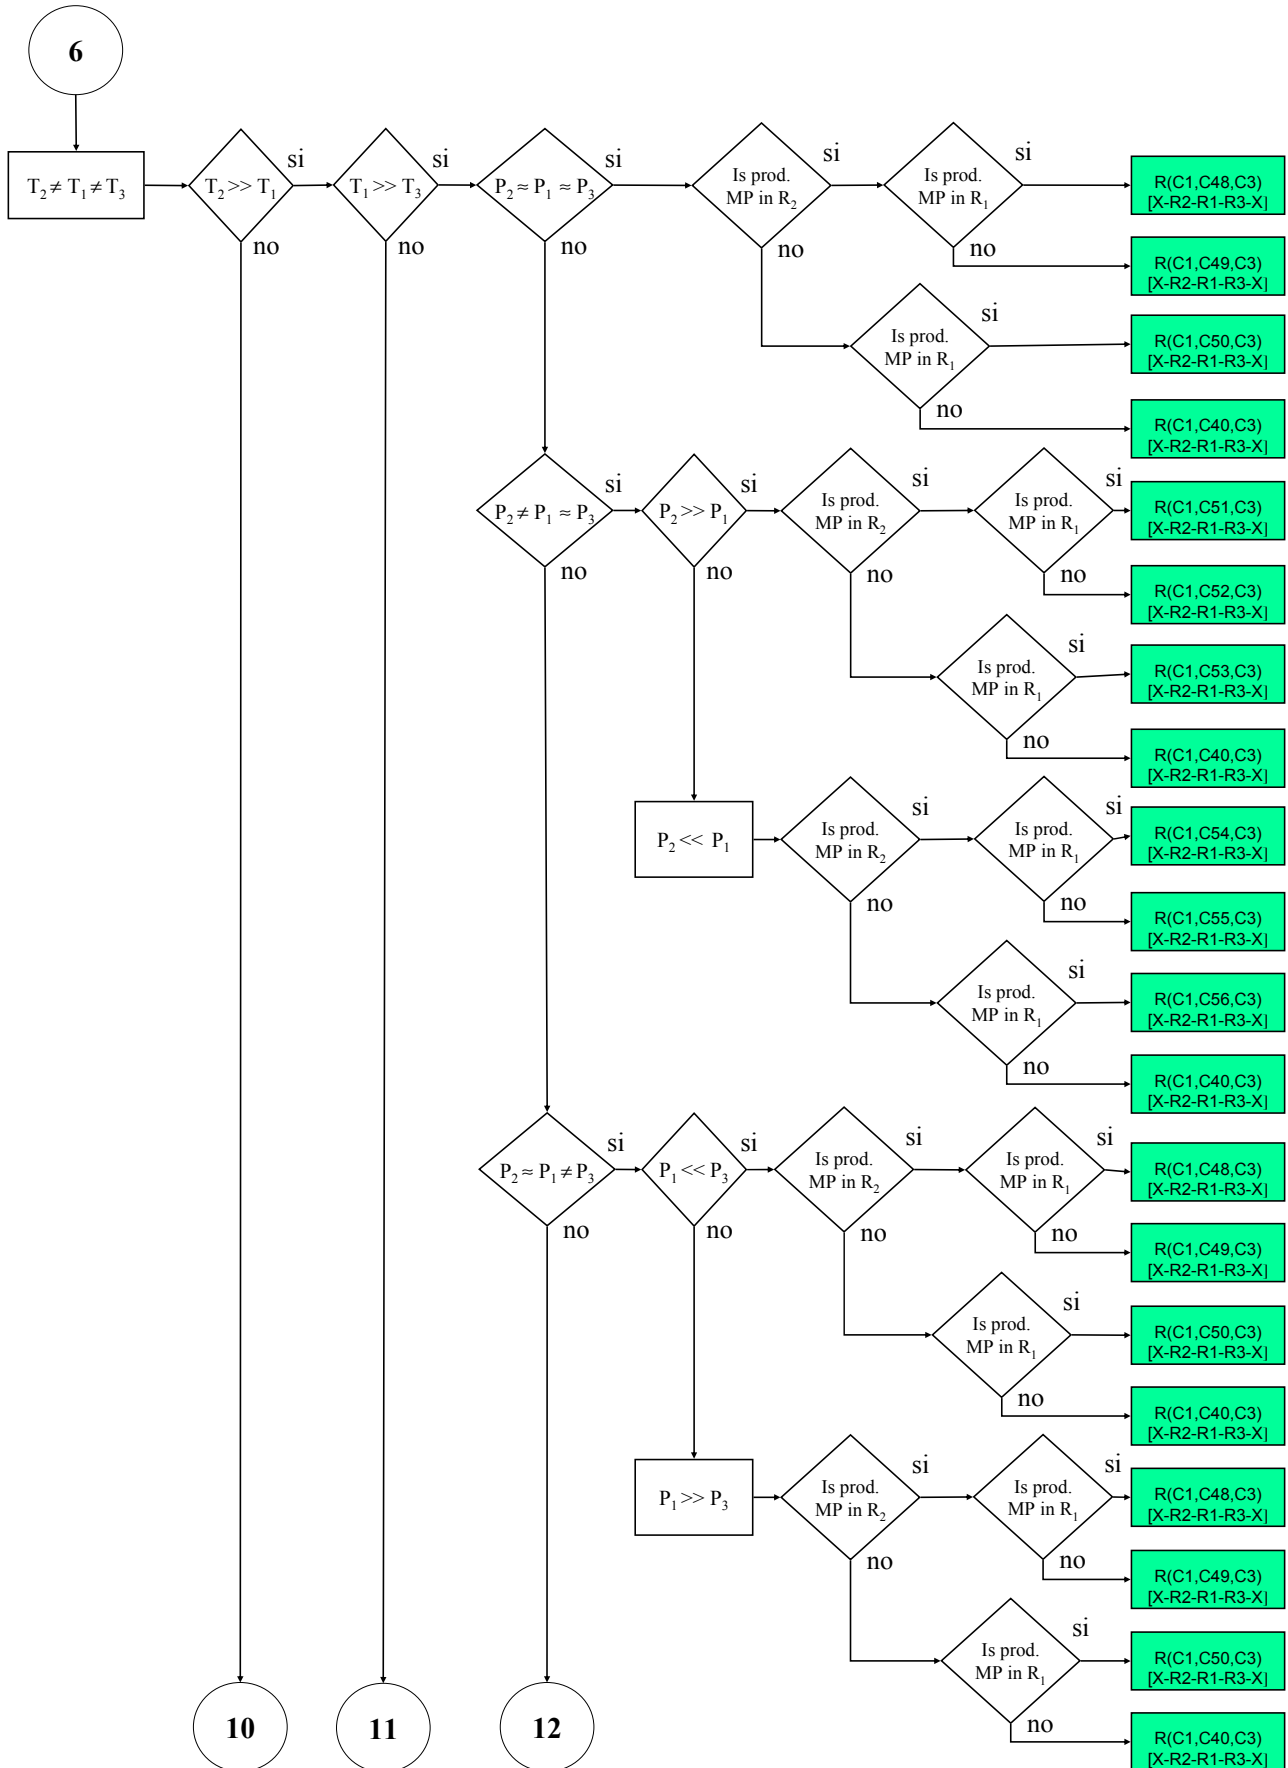 6
T₂ ≠ T₁ ≠ T₃
T₂ >> T₁
si
no
T₁ >> T₃
si
no
P₂ ≈ P₁ ≈ P₃
si
no
Is prod.
MP in R₂
si
no
Is prod.
MP in R₁
si
no
R(C1,C48,C3)
[X-R2-R1-R3-X]
R(C1,C49,C3)
[X-R2-R1-R3-X]
Is prod.
MP in R₁
si
no
R(C1,C50,C3)
[X-R2-R1-R3-X]
R(C1,C40,C3)
[X-R2-R1-R3-X]
P₂ ≠ P₁ ≈ P₃
si
no
P₂ >> P₁
si
no
Is prod.
MP in R₂
si
no
Is prod.
MP in R₁
si
no
R(C1,C51,C3)
[X-R2-R1-R3-X]
R(C1,C52,C3)
[X-R2-R1-R3-X]
Is prod.
MP in R₁
si
no
R(C1,C53,C3)
[X-R2-R1-R3-X]
R(C1,C40,C3)
[X-R2-R1-R3-X]
P₂ << P₁
Is prod.
MP in R₂
si
no
Is prod.
MP in R₁
si
no
R(C1,C54,C3)
[X-R2-R1-R3-X]
R(C1,C55,C3)
[X-R2-R1-R3-X]
Is prod.
MP in R₁
si
no
R(C1,C56,C3)
[X-R2-R1-R3-X]
R(C1,C40,C3)
[X-R2-R1-R3-X]
P₂ ≈ P₁ ≠ P₃
si
no
P₁ << P₃
si
no
Is prod.
MP in R₂
si
no
Is prod.
MP in R₁
si
no
R(C1,C48,C3)
[X-R2-R1-R3-X]
R(C1,C49,C3)
[X-R2-R1-R3-X]
Is prod.
MP in R₁
si
no
R(C1,C50,C3)
[X-R2-R1-R3-X]
R(C1,C40,C3)
[X-R2-R1-R3-X]
P₁ >> P₃
Is prod.
MP in R₂
si
no
Is prod.
MP in R₁
si
no
R(C1,C48,C3)
[X-R2-R1-R3-X]
R(C1,C49,C3)
[X-R2-R1-R3-X]
Is prod.
MP in R₁
si
no
R(C1,C50,C3)
[X-R2-R1-R3-X]
R(C1,C40,C3)
[X-R2-R1-R3-X]
10
11
12